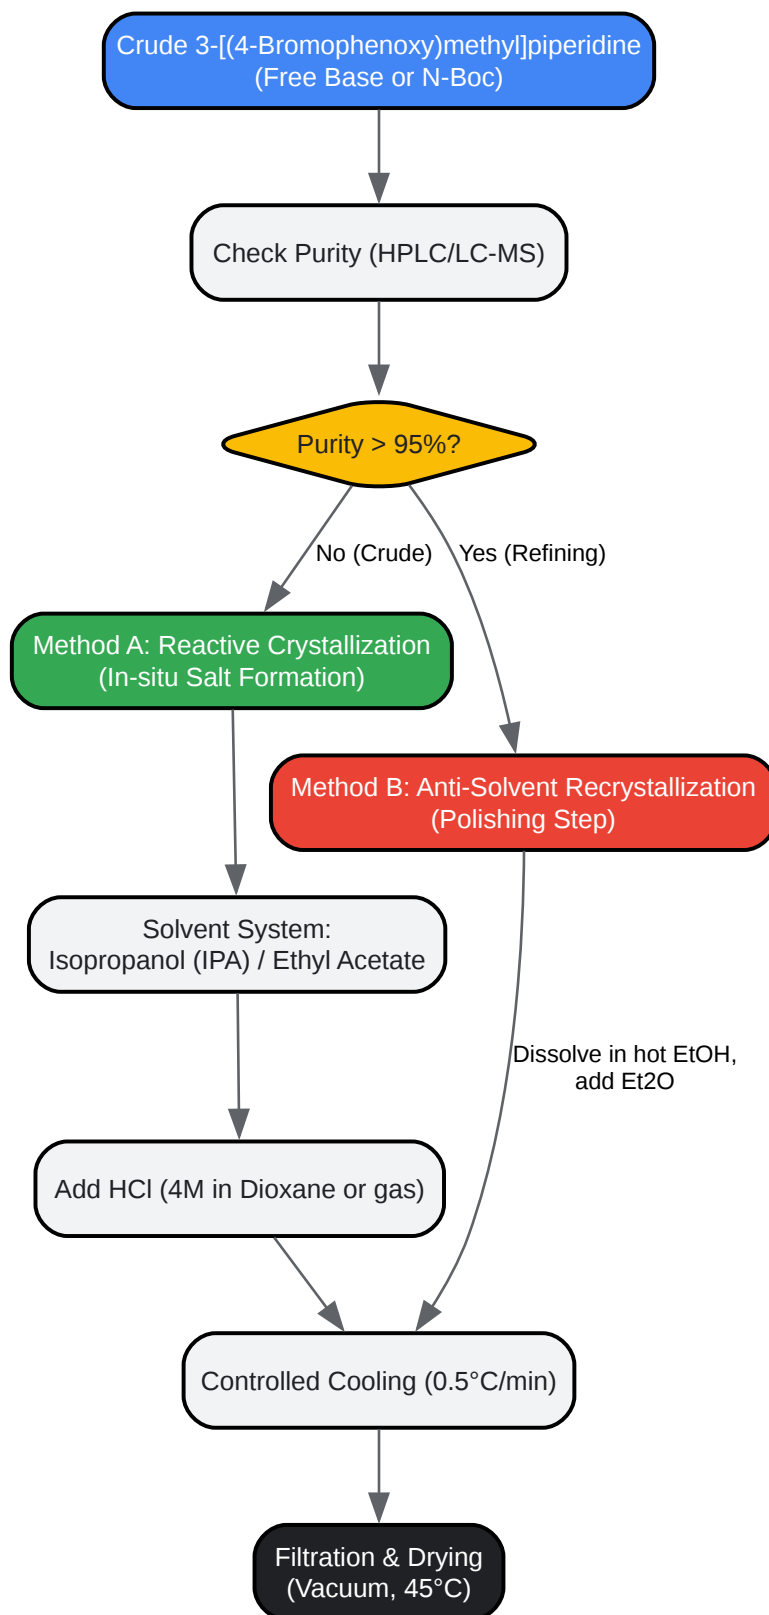 Crude 3-[(4-Bromophenoxy)methyl]piperidine
(Free Base or N-Boc)
Check Purity (HPLC/LC-MS)
Purity > 95%?
No (Crude)
Yes (Refining)
Method A: Reactive Crystallization
(In-situ Salt Formation)
Method B: Anti-Solvent Recrystallization
(Polishing Step)
Solvent System:
Isopropanol (IPA) / Ethyl Acetate
Dissolve in hot EtOH,
add Et2O
Add HCl (4M in Dioxane or gas)
Controlled Cooling (0.5°C/min)
Filtration & Drying
(Vacuum, 45°C)